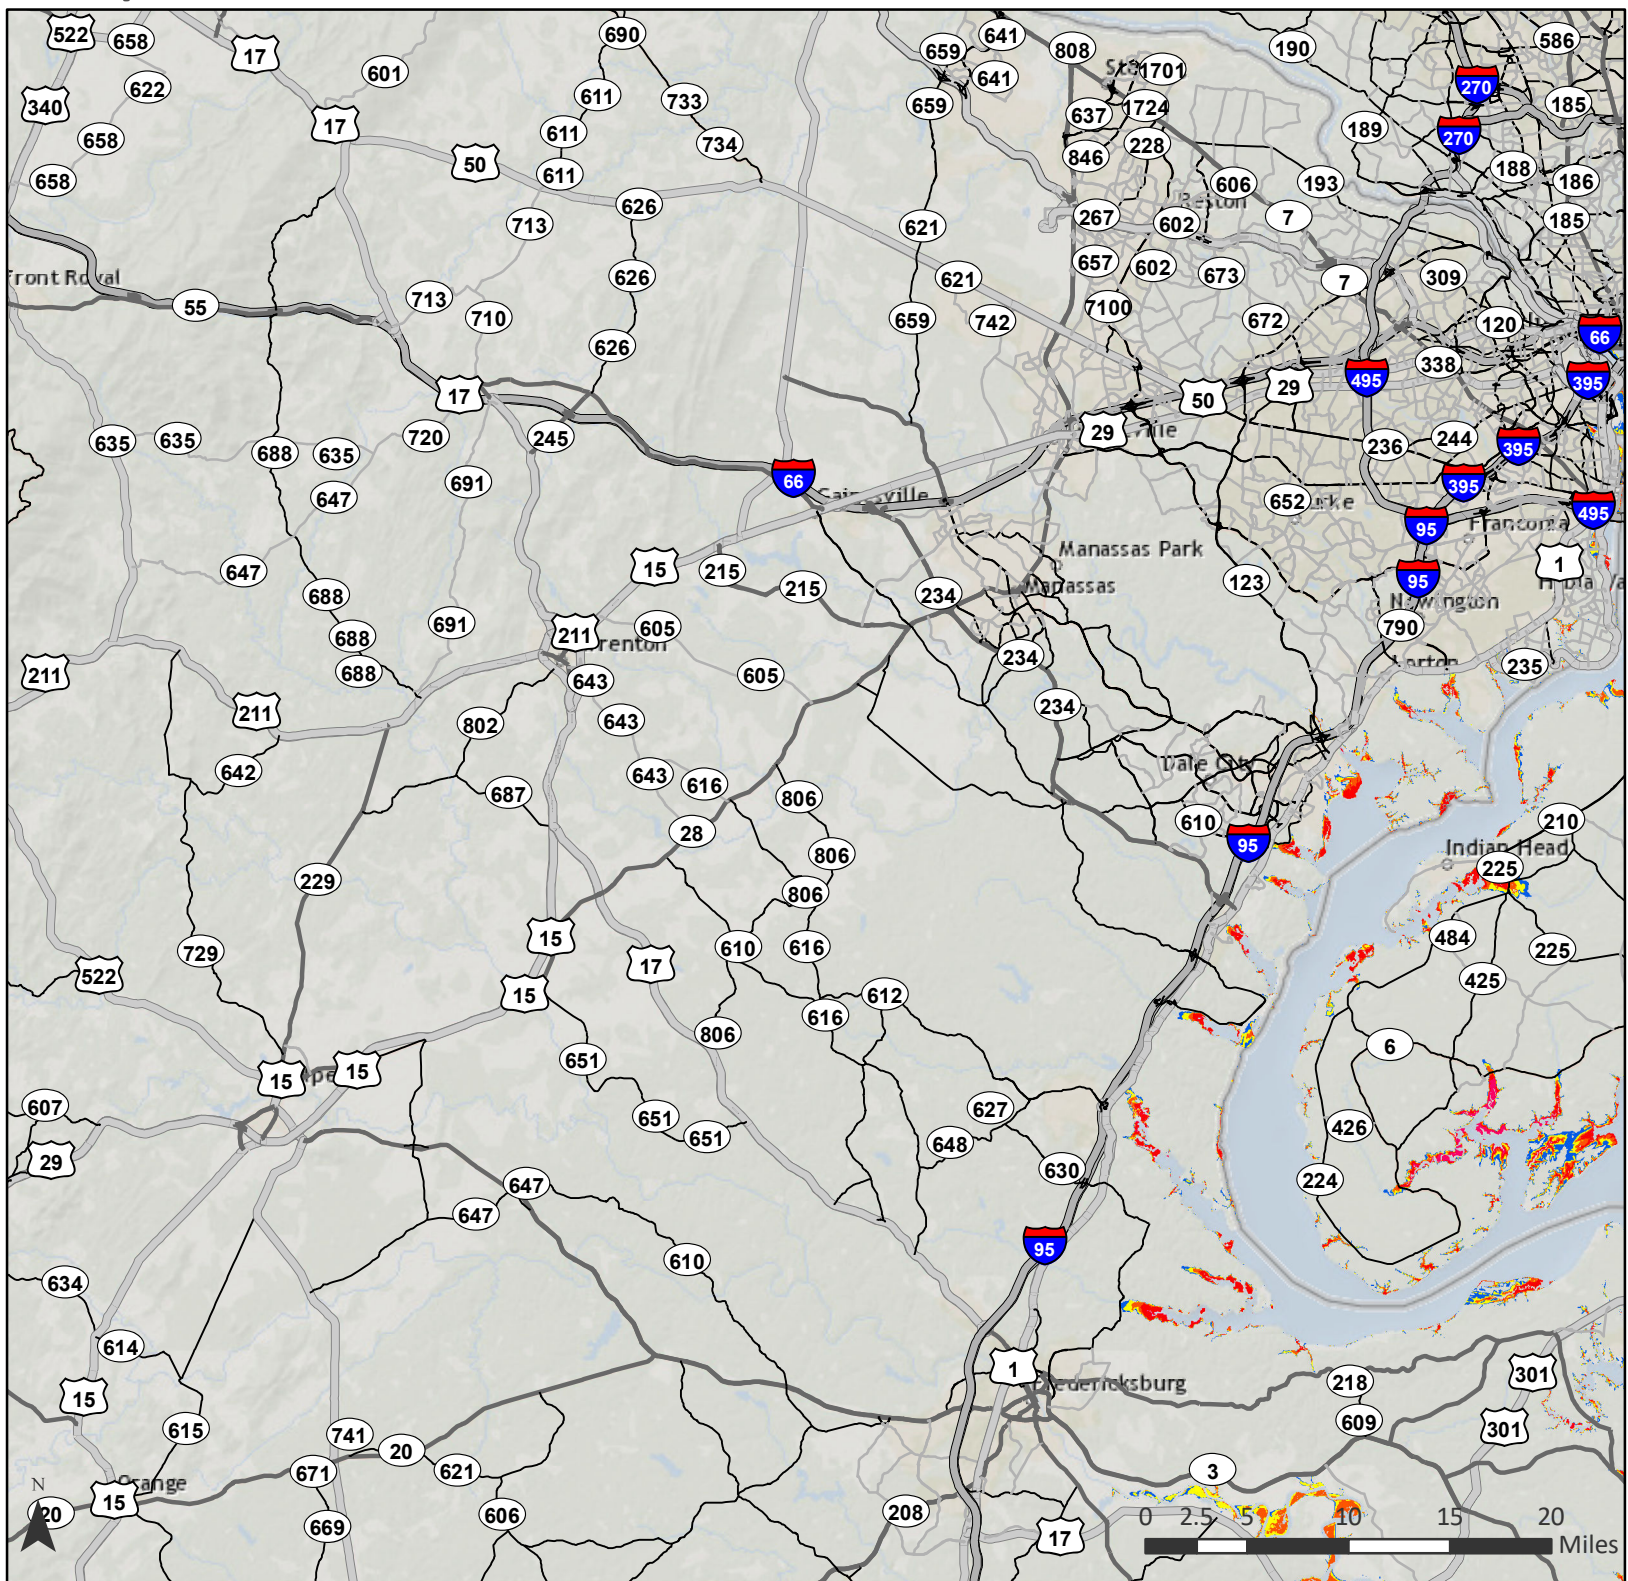 522 658 17 690 641 659 808 190 586
601 641 1701 270
622 611 733 659 637 1724 185
340 17 611 734 189 270
658 50 846 228 188
658 611 606 193 186
626 Reston
713 621 267 602 7 185
Front Royal 626 657 602 673 7 309
713 621
55 710 659 742 7100 672 120
626 66
17 338
495 395
50 29
635 635 720 245 29 236 244 395
688 635
647 691 66 Gainesville 652 395 495
95 Franconia
Manassas Park
647 15 215 123 95 1
688 215 234 Manassas Newington
691 211 605 790
688 234 235
211 688 643 605 Lorton
211 802 643 234
642 643 616 Dale City
687 806 610 210
28 95 Indian Head
229 806 225
806
729 15 610 616 484 225
522 17 425
15 612
616
806 6
15 15 651
607 651 627 426
29 651 648
647 630 224
647
95
634 610
614
1 218 301
15 Fredericksburg
615 741 20 609 301
671 621 3
Orange
N 15
20 669 606 208 17
0 2.5 5 10 15 20
Miles